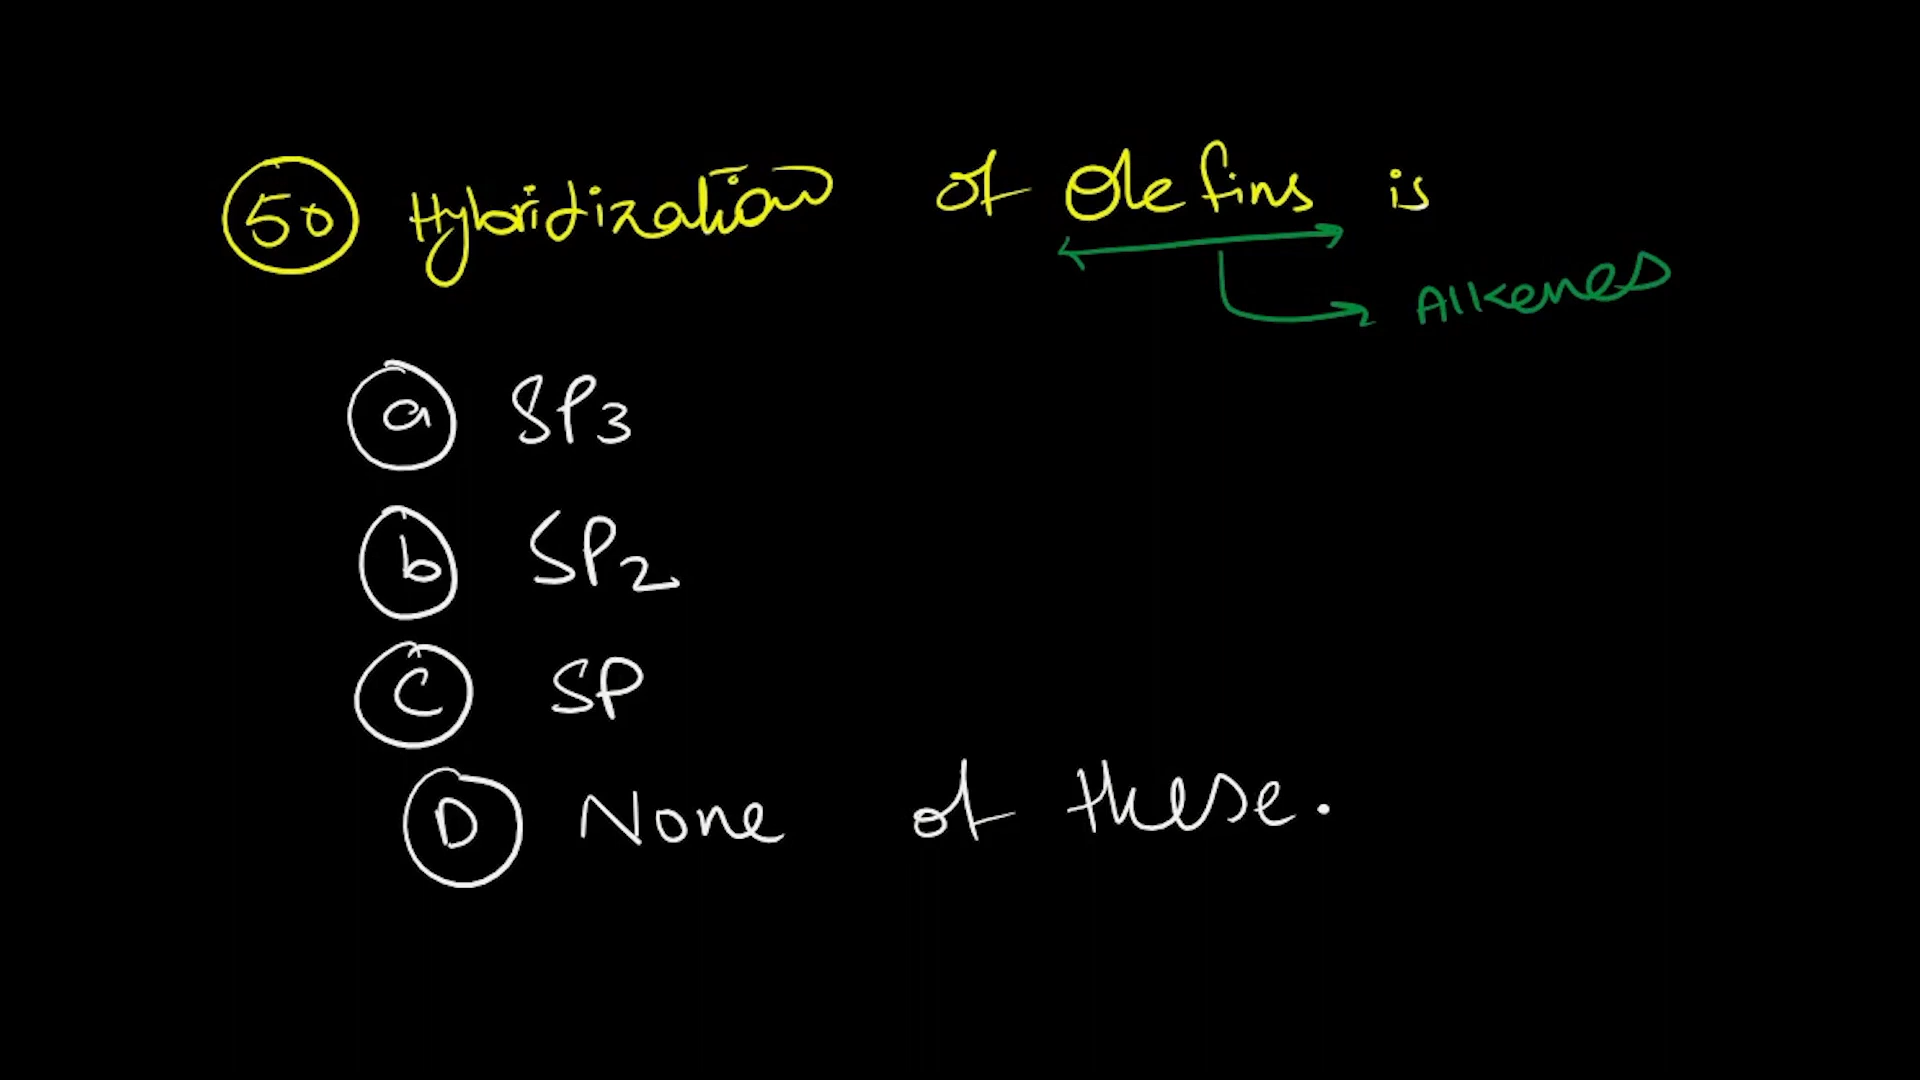 50 Hybridization of Olefins is
Alkenes
a SP3
b SP2
C SP
D None of these.